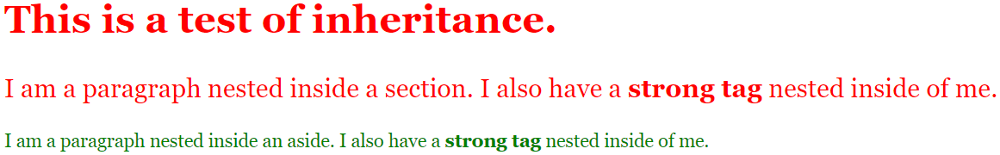 This is a test of inheritance.
I am a paragraph nested inside a section. I also have a strong tag nested inside of me.
I am a paragraph nested inside an aside. I also have a strong tag nested inside of me.